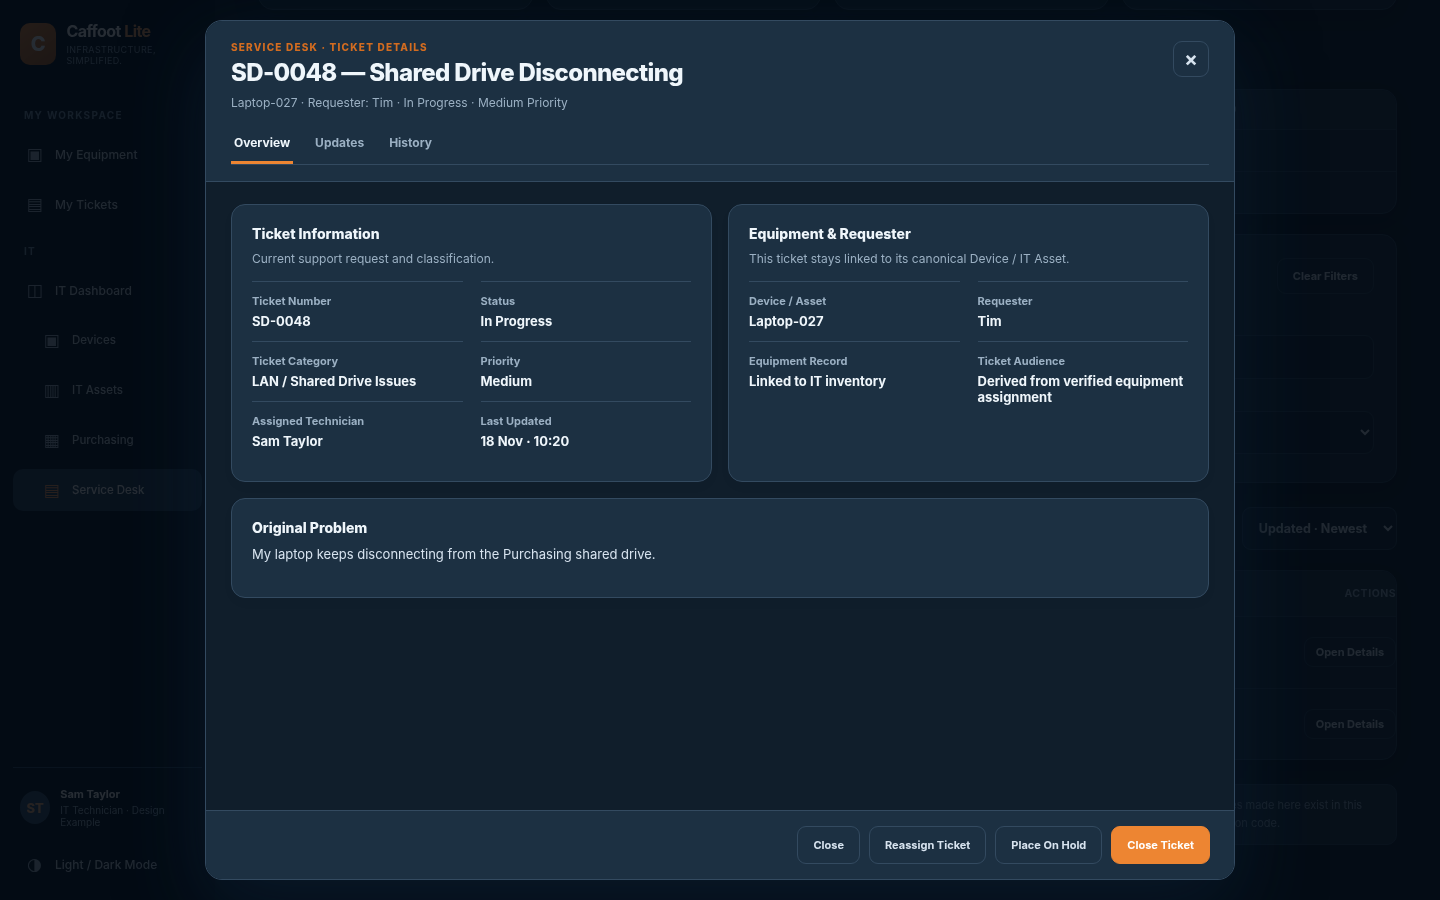 C
Caffoot Lite
INFRASTRUCTURE,
SIMPLIFIED.
MY WORKSPACE
My Equipment
My Tickets
IT
IT Dashboard
Devices
IT Assets
Purchasing
Service Desk
ST
Sam Taylor
IT Technician · Design
Example
Light / Dark Mode
SERVICE DESK · TICKET DETAILS
SD-0048 — Shared Drive Disconnecting
Laptop-027 · Requester: Tim · In Progress · Medium Priority
×
Overview Updates History
Ticket Information
Current support request and classification.
Ticket Number Status
SD-0048 In Progress
Ticket Category Priority
LAN / Shared Drive Issues Medium
Assigned Technician Last Updated
Sam Taylor 18 Nov · 10:20
Equipment & Requester
This ticket stays linked to its canonical Device / IT Asset.
Device / Asset Requester
Laptop-027 Tim
Equipment Record Ticket Audience
Linked to IT inventory Derived from verified equipment
assignment
Original Problem
My laptop keeps disconnecting from the Purchasing shared drive.
Close Reassign Ticket Place On Hold Close Ticket
Clear Filters
Updated · Newest
ACTIONS
Open Details
Open Details
made here exist in this
code.